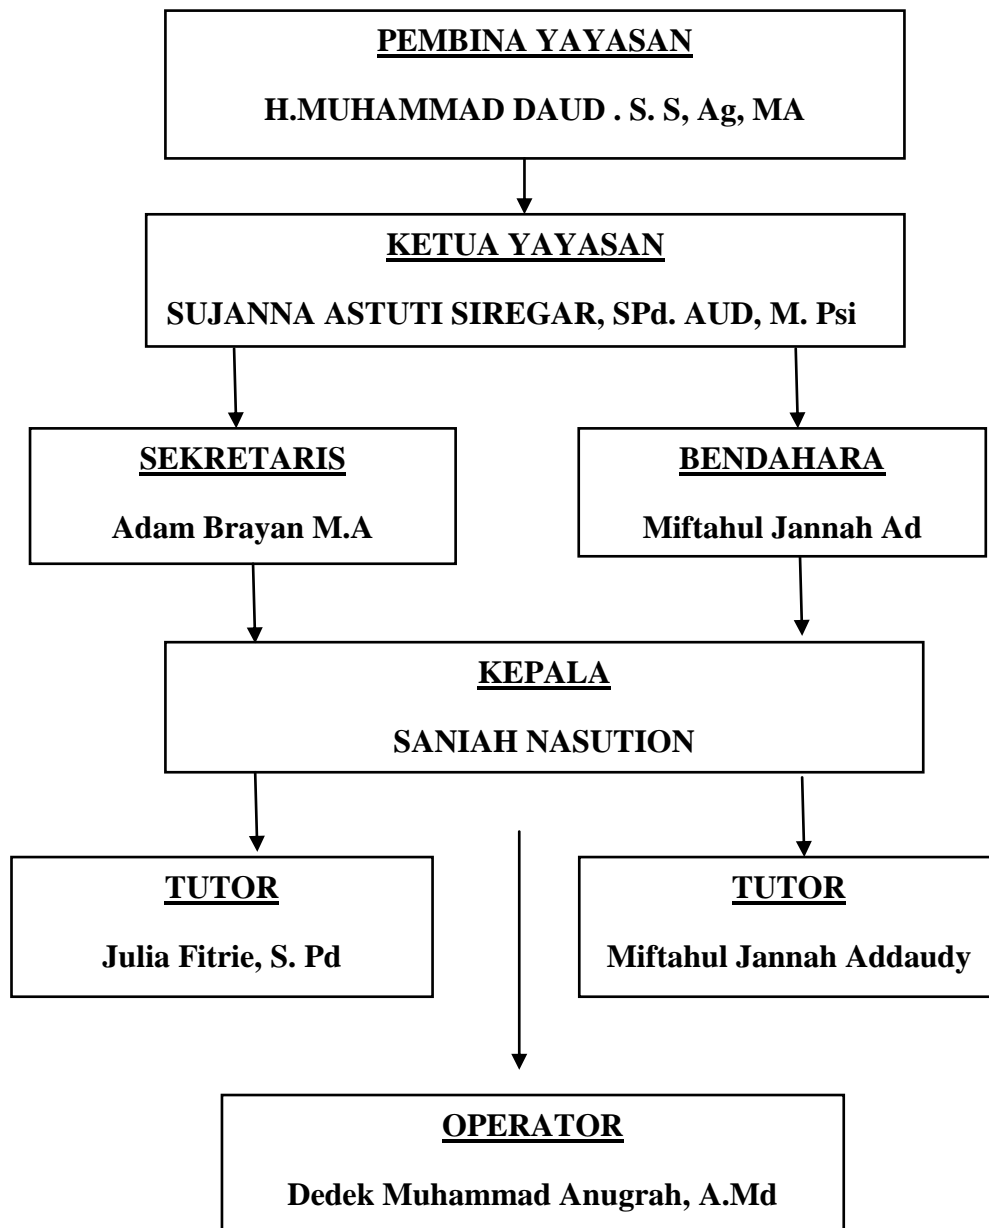 PEMBINA YAYASAN
H.MUHAMMAD DAUD . S. S, Ag, MA
KETUA YAYASAN
SUJANNA ASTUTI SIREGAR, SPd. AUD, M. Psi
SEKRETARIS
Adam Brayan M.A
BENDAHARA
Miftahul Jannah Ad
KEPALA
SANIAH NASUTION
TUTOR
Julia Fitrie, S. Pd
TUTOR
Miftahul Jannah Addaudy
OPERATOR
Dedek Muhammad Anugrah, A.Md